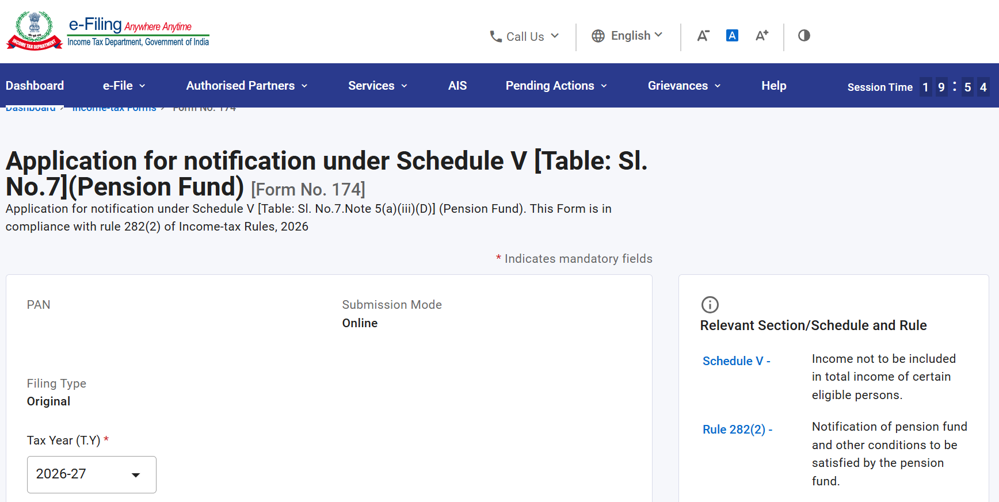 e-Filing Anywhere Anytime
INCOME TAX DEPARTMENT
Income Tax Department, Government of India
Call Us
English
A-
A
A+
Dashboard
e-File
Authorised Partners
Services
AIS
Pending Actions
Grievances
Help
Session Time 1 9 : 5 4
Dashboard Income-tax Forms Form No. 174
Application for notification under Schedule V [Table: Sl.
No.7](Pension Fund) [Form No. 174]
Application for notification under Schedule V [Table: Sl. No.7.Note 5(a)(iii)(D)] (Pension Fund). This Form is in
compliance with rule 282(2) of Income-tax Rules, 2026
* Indicates mandatory fields
PAN
Submission Mode
Online
Filing Type
Original
Tax Year (T.Y) *
2026-27
Relevant Section/Schedule and Rule
Schedule V -
Income not to be included
in total income of certain
eligible persons.
Rule 282(2) -
Notification of pension fund
and other conditions to be
satisfied by the pension
fund.